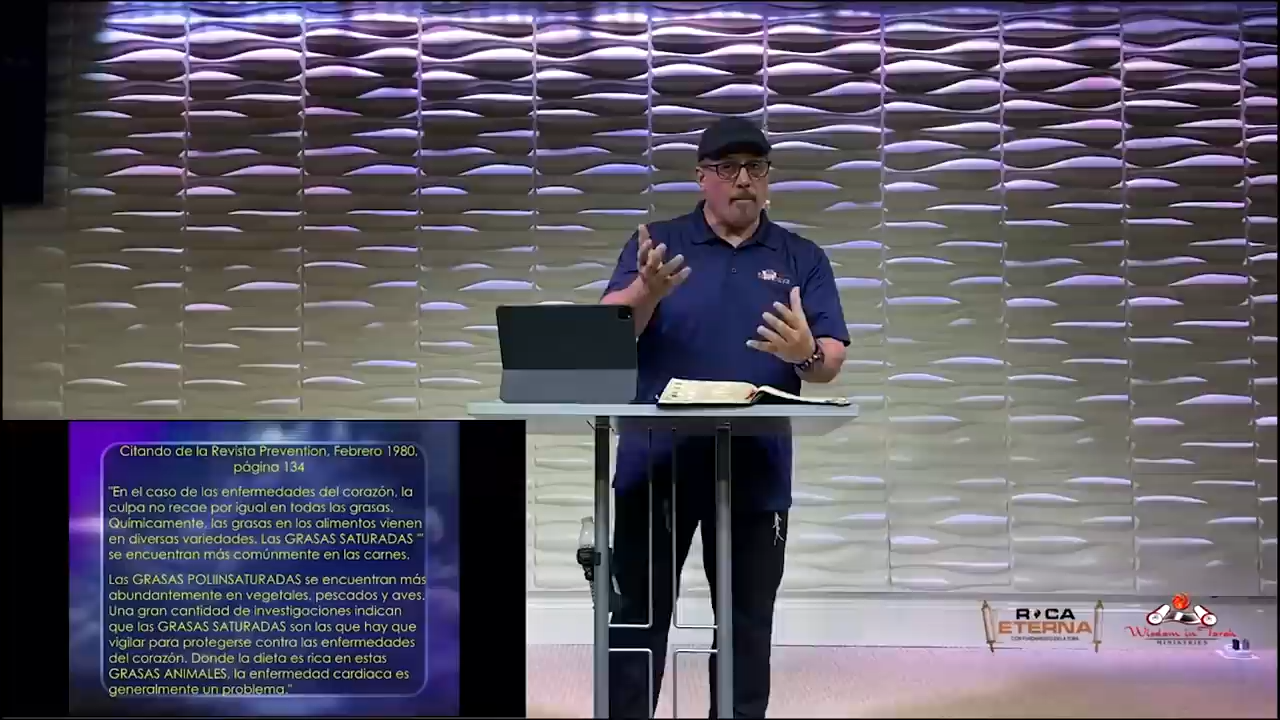 Citando de la Revista Prevention, Febrero 1980,
página 134
"En el caso de las enfermedades del corazón, la
culpa no recae por igual en todas las grasas.
Químicamente, las grasas en los alimentos vienen
en diversas variedades. Las GRASAS SATURADAS "'
se encuentran más comúnmente en las carnes.
Las GRASAS POLIINSATURADAS se encuentran más
abundantemente en vegetales, pescados y aves.
Una gran cantidad de investigaciones indican
que las GRASAS SATURADAS son las que hay que
vigilar para protegerse contra las enfermedades
del corazón. Donde la dieta es rica en estas
GRASAS ANIMALES, la enfermedad cardiaca es
generalmente un problema."
ROCA
ETERNA
CON FUNDAMENTO EN LA TORA
Wisdom in Torah
MINISTRIES